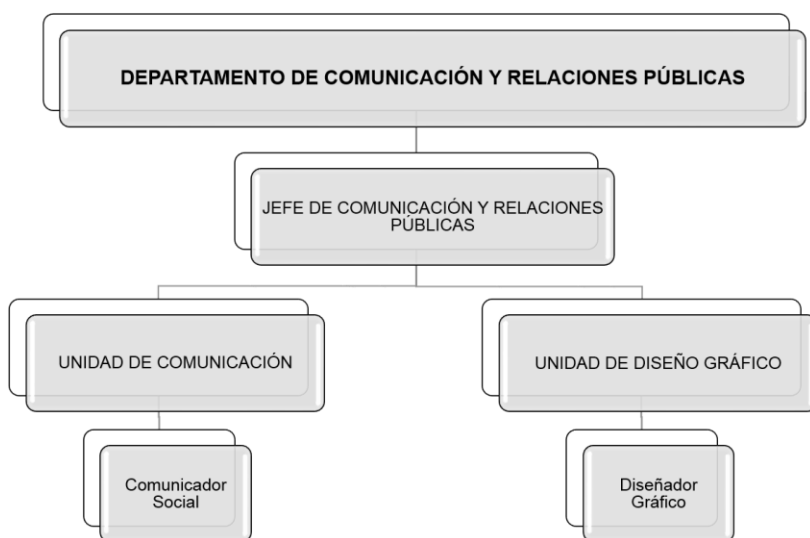 DEPARTAMENTO DE COMUNICACIÓN Y RELACIONES PÚBLICAS
JEFE DE COMUNICACIÓN Y RELACIONES
PÚBLICAS
UNIDAD DE COMUNICACIÓN
UNIDAD DE DISEÑO GRÁFICO
Comunicador
Social
Diseñador
Gráfico